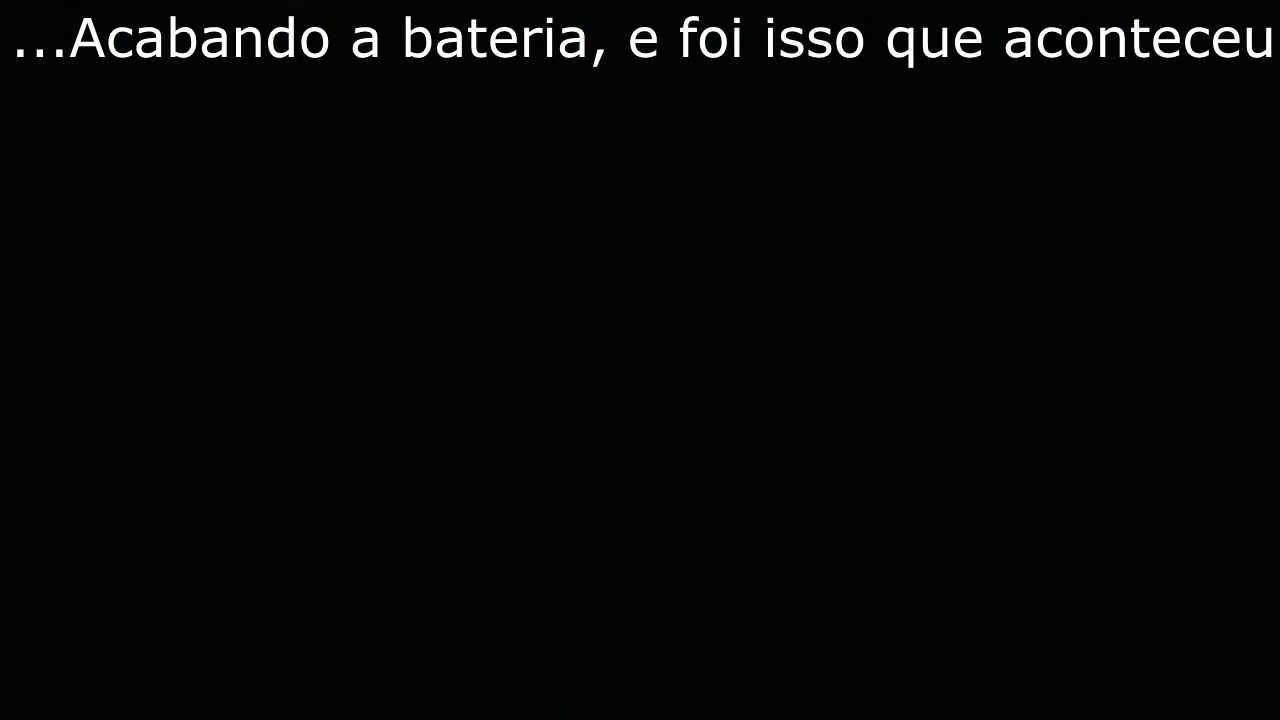 ...Acabando a bateria, e foi isso que aconteceu